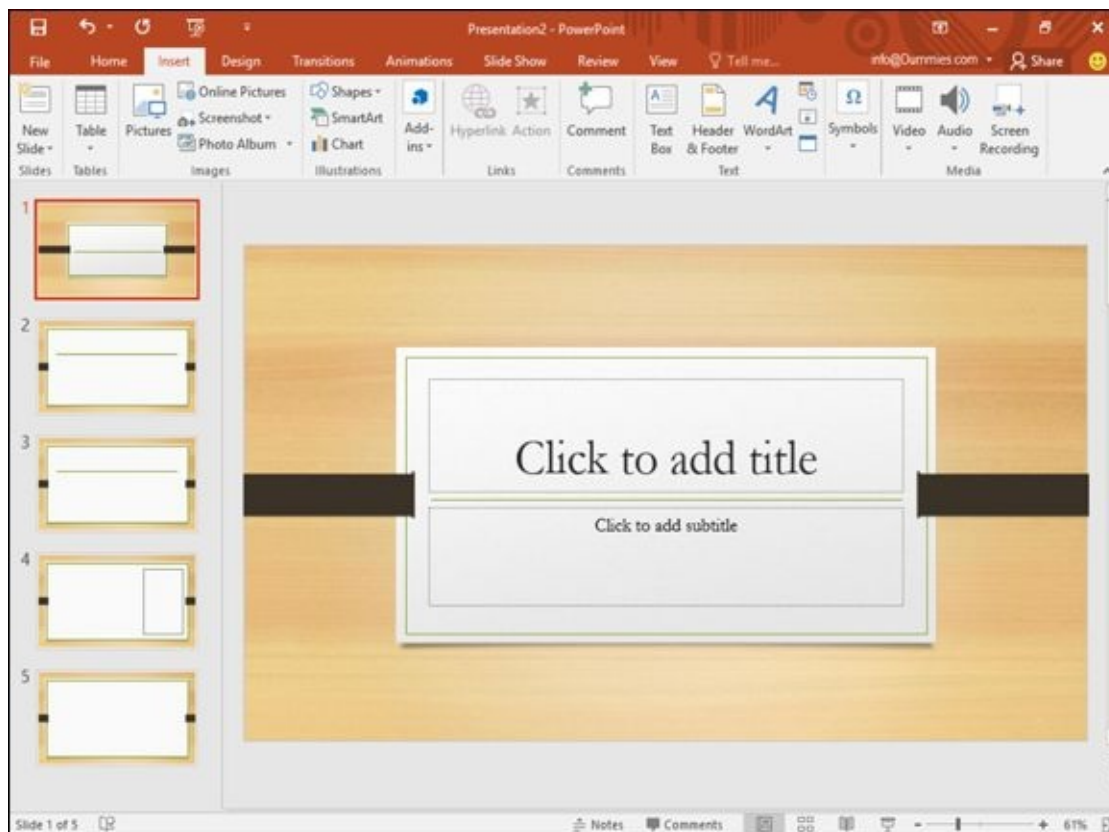 Presentation2 - PowerPoint
File Home Insert Design Transitions Animations Slide Show Review View Tell me... info@Dummies.com Share
New Slide
Table
Pictures
Online Pictures
Screenshot
Photo Album
Shapes
SmartArt
Chart
Add-ins
Hyperlink
Action
Comment
Text Box
Header & Footer
WordArt
Symbols
Video
Audio
Screen Recording
Slides Tables Images Illustrations Links Comments Text Media
1
2
3
4
5
Click to add title
Click to add subtitle
Slide 1 of 5 Notes Comments 61%